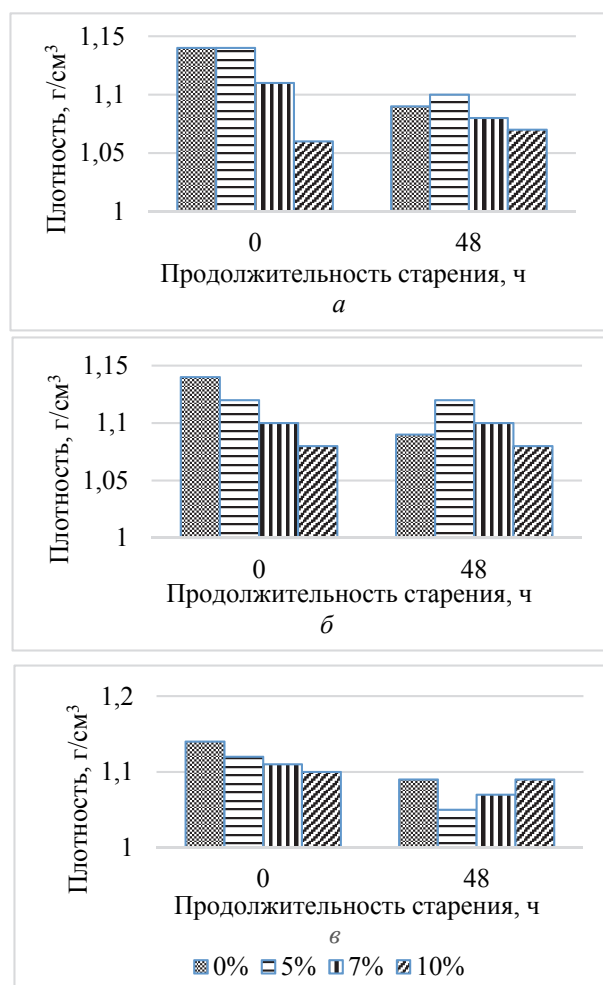 1,15
1,1
1,05
1
Плотность, г/см³
0 48
Продолжительность старения, ч
а
1,15
1,1
1,05
1
Плотность, г/см³
0 48
Продолжительность старения, ч
б
1,2
1,1
1
Плотность, г/см³
0 48
Продолжительность старения, ч
в
0% 5% 7% 10%